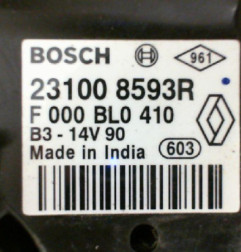 BOSCH 961
23100 8593R
F 000 BL0 410
B3 - 14V 90
Made in India 603